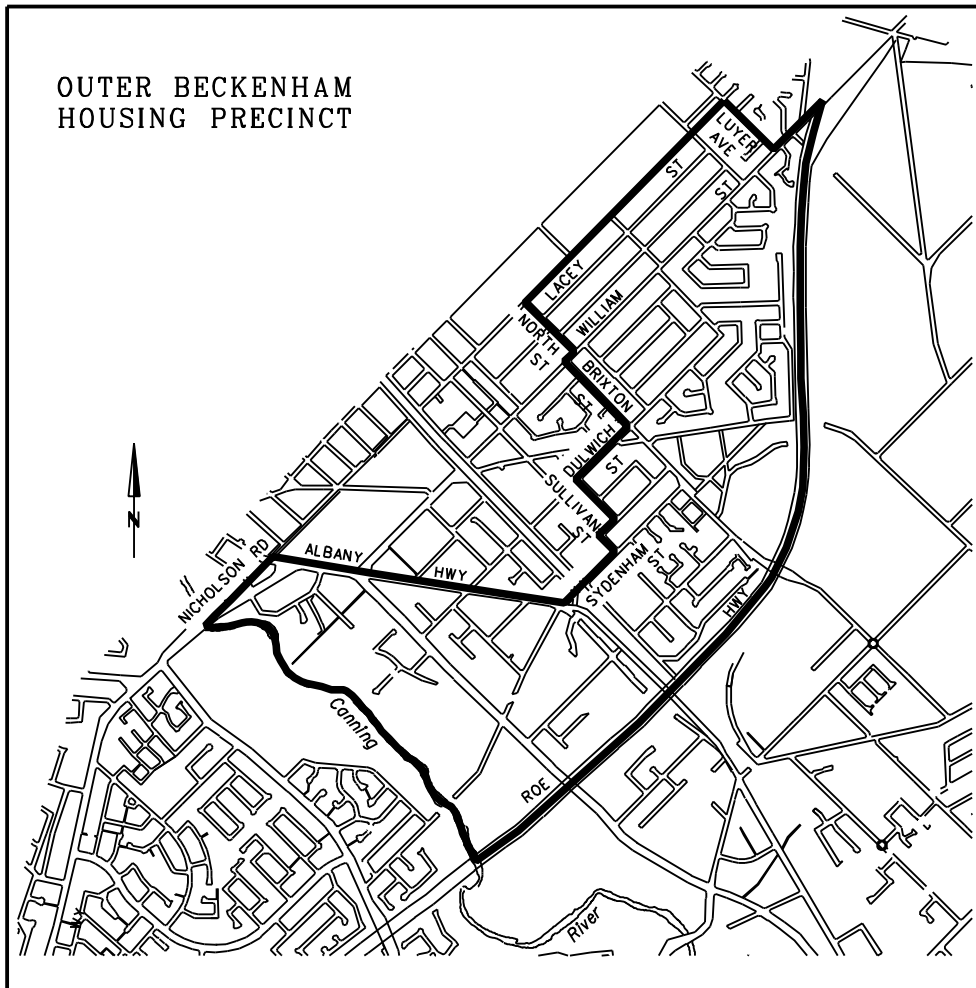 OUTER BECKENHAM
HOUSING PRECINCT
LUYER
AVE
ST
ST
LACEY
WILLIAM
NORTH
ST
BRIXTON
ST
DULWICH
ST
SULLIVAN
ST
N
ALBANY
HWY
NICHOLSON RD
SYDENHAM
ST
HWY
Canning
ROE
River